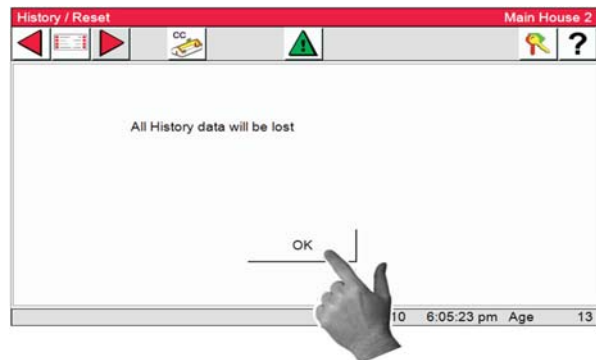 History / Reset Main House 2
CC
?
All History data will be lost
OK
10 6:05:23 pm Age 13